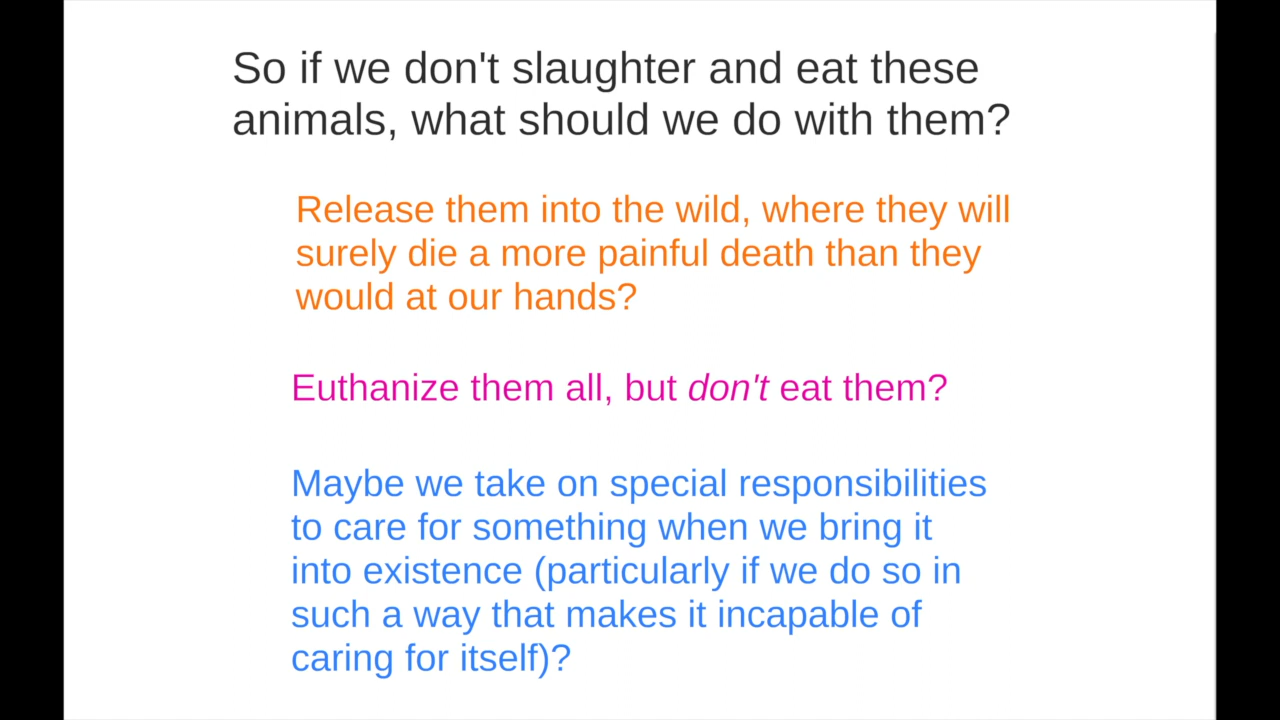 So if we don't slaughter and eat these
animals, what should we do with them?
Release them into the wild, where they will
surely die a more painful death than they
would at our hands?
Euthanize them all, but don't eat them?
Maybe we take on special responsibilities
to care for something when we bring it
into existence (particularly if we do so in
such a way that makes it incapable of
caring for itself)?